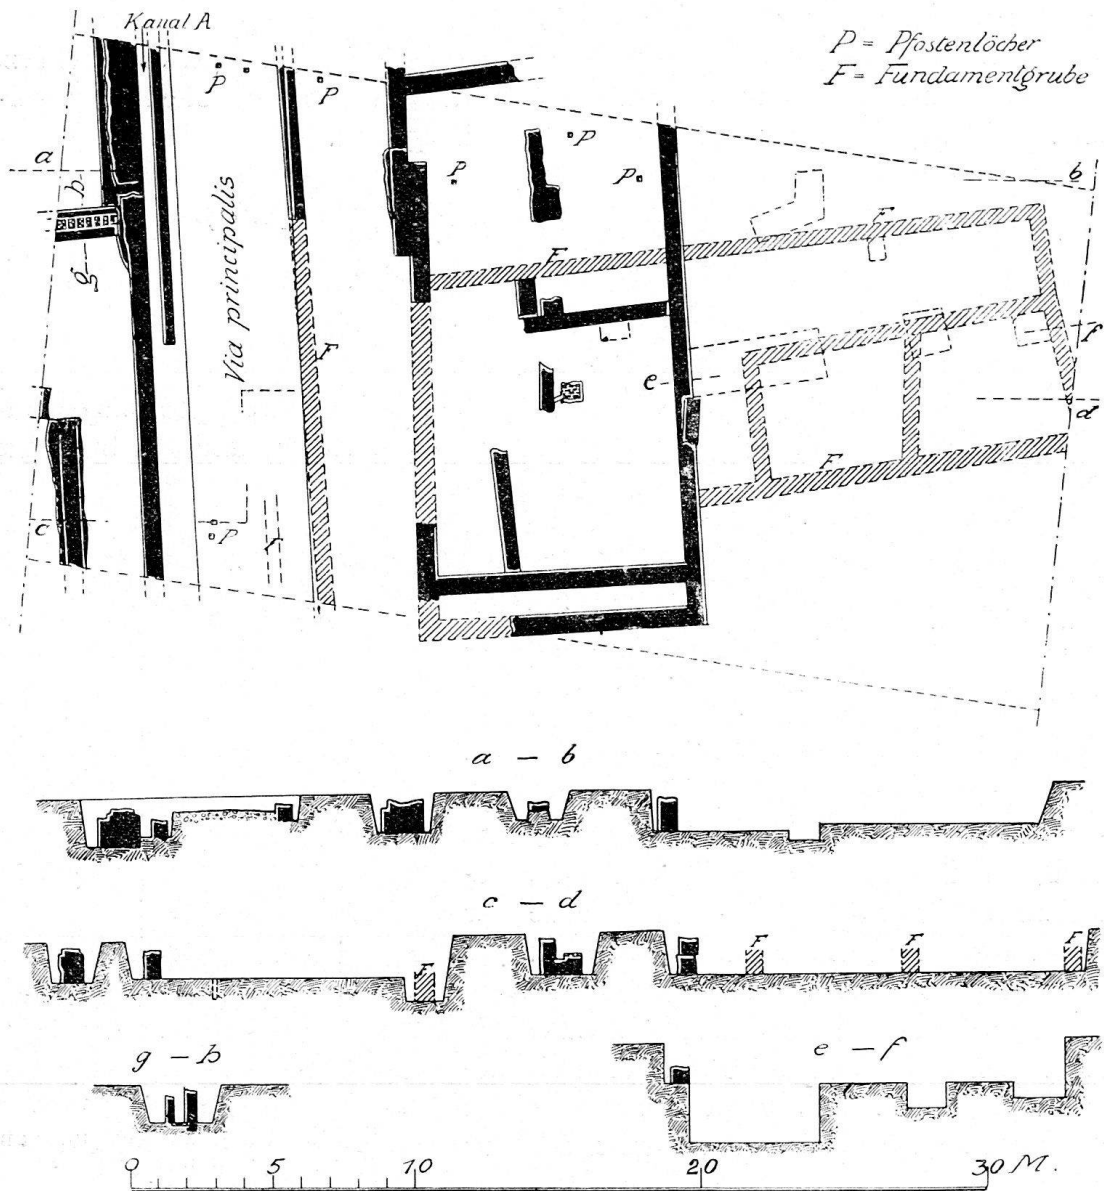 Kanal A
P = Pfostenlöcher
F = Fundamentgrube
P
P
P
P
P
a
h
b
Via principalis
g
F
F
F
f
e
d
F
c
P
a – b
c – d
F
F
F
F
g – h
e – f
0 5 10 20 30 M.